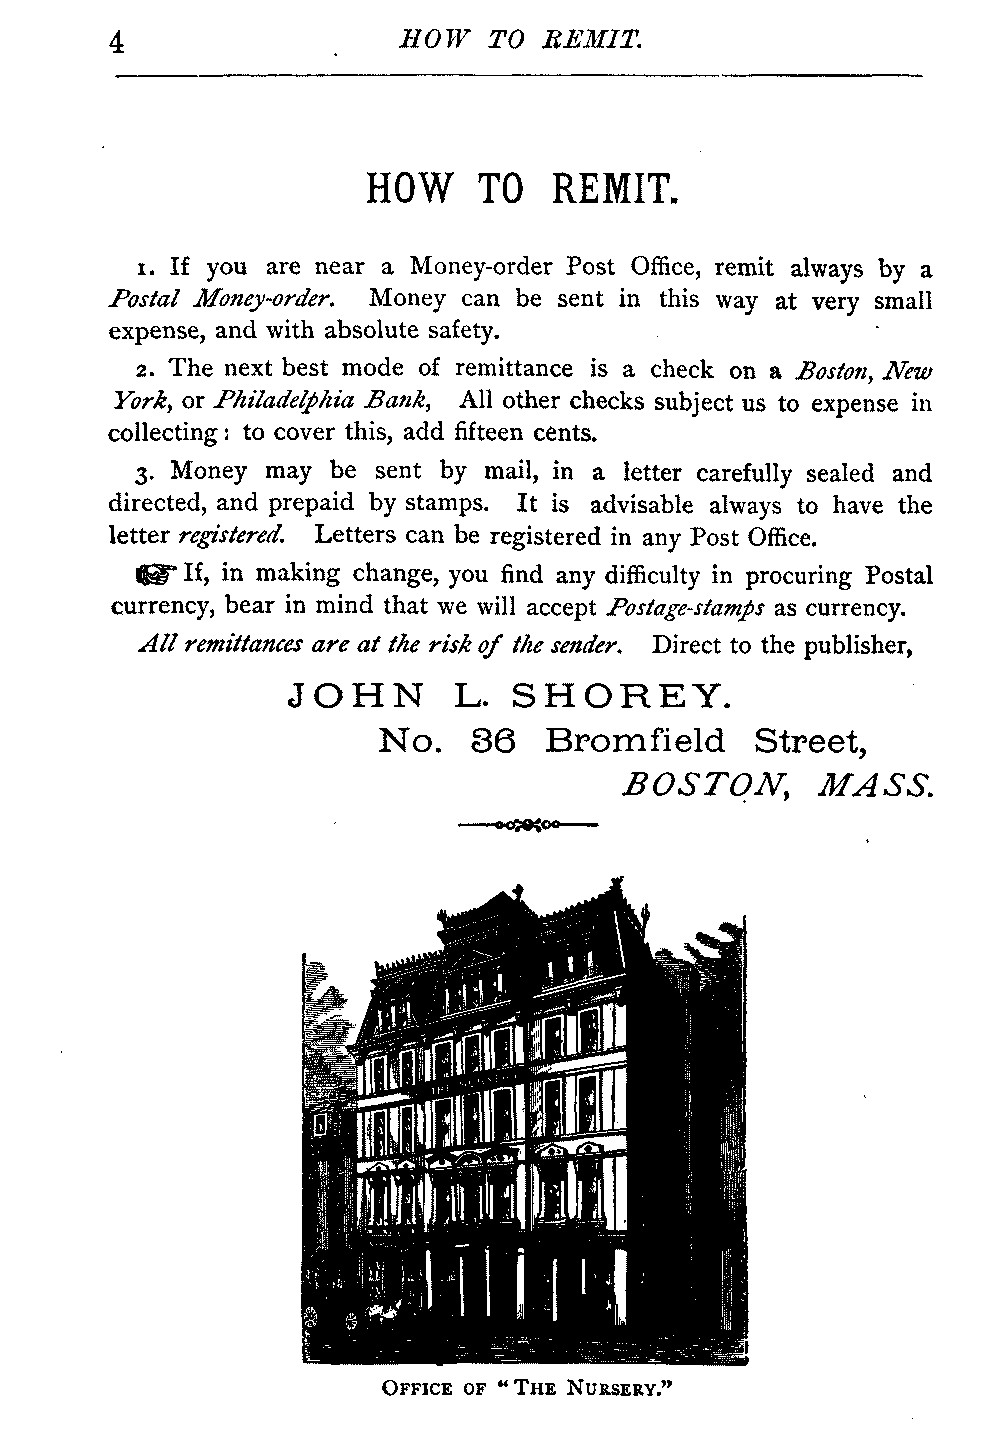 4 HOW TO REMIT.
HOW TO REMIT.
1. If you are near a Money-order Post Office, remit always by a
Postal Money-order. Money can be sent in this way at very small
expense, and with absolute safety.
2. The next best mode of remittance is a check on a Boston, New
York, or Philadelphia Bank, All other checks subject us to expense in
collecting: to cover this, add fifteen cents.
3. Money may be sent by mail, in a letter carefully sealed and
directed, and prepaid by stamps. It is advisable always to have the
letter registered. Letters can be registered in any Post Office.
☞ If, in making change, you find any difficulty in procuring Postal
currency, bear in mind that we will accept Postage-stamps as currency.
All remittances are at the risk of the sender. Direct to the publisher,
JOHN L. SHOREY.
No. 36 Bromfield Street,
BOSTON, MASS.
OFFICE OF “THE NURSERY.”